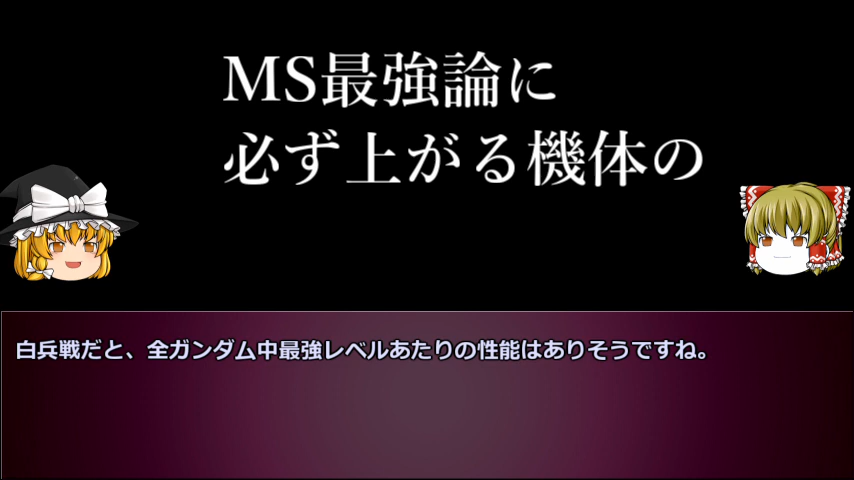 MS最強論に
必ず上がる機体の
白兵戦だと、全ガンダム中最強レベルあたりの性能はありそうですね。